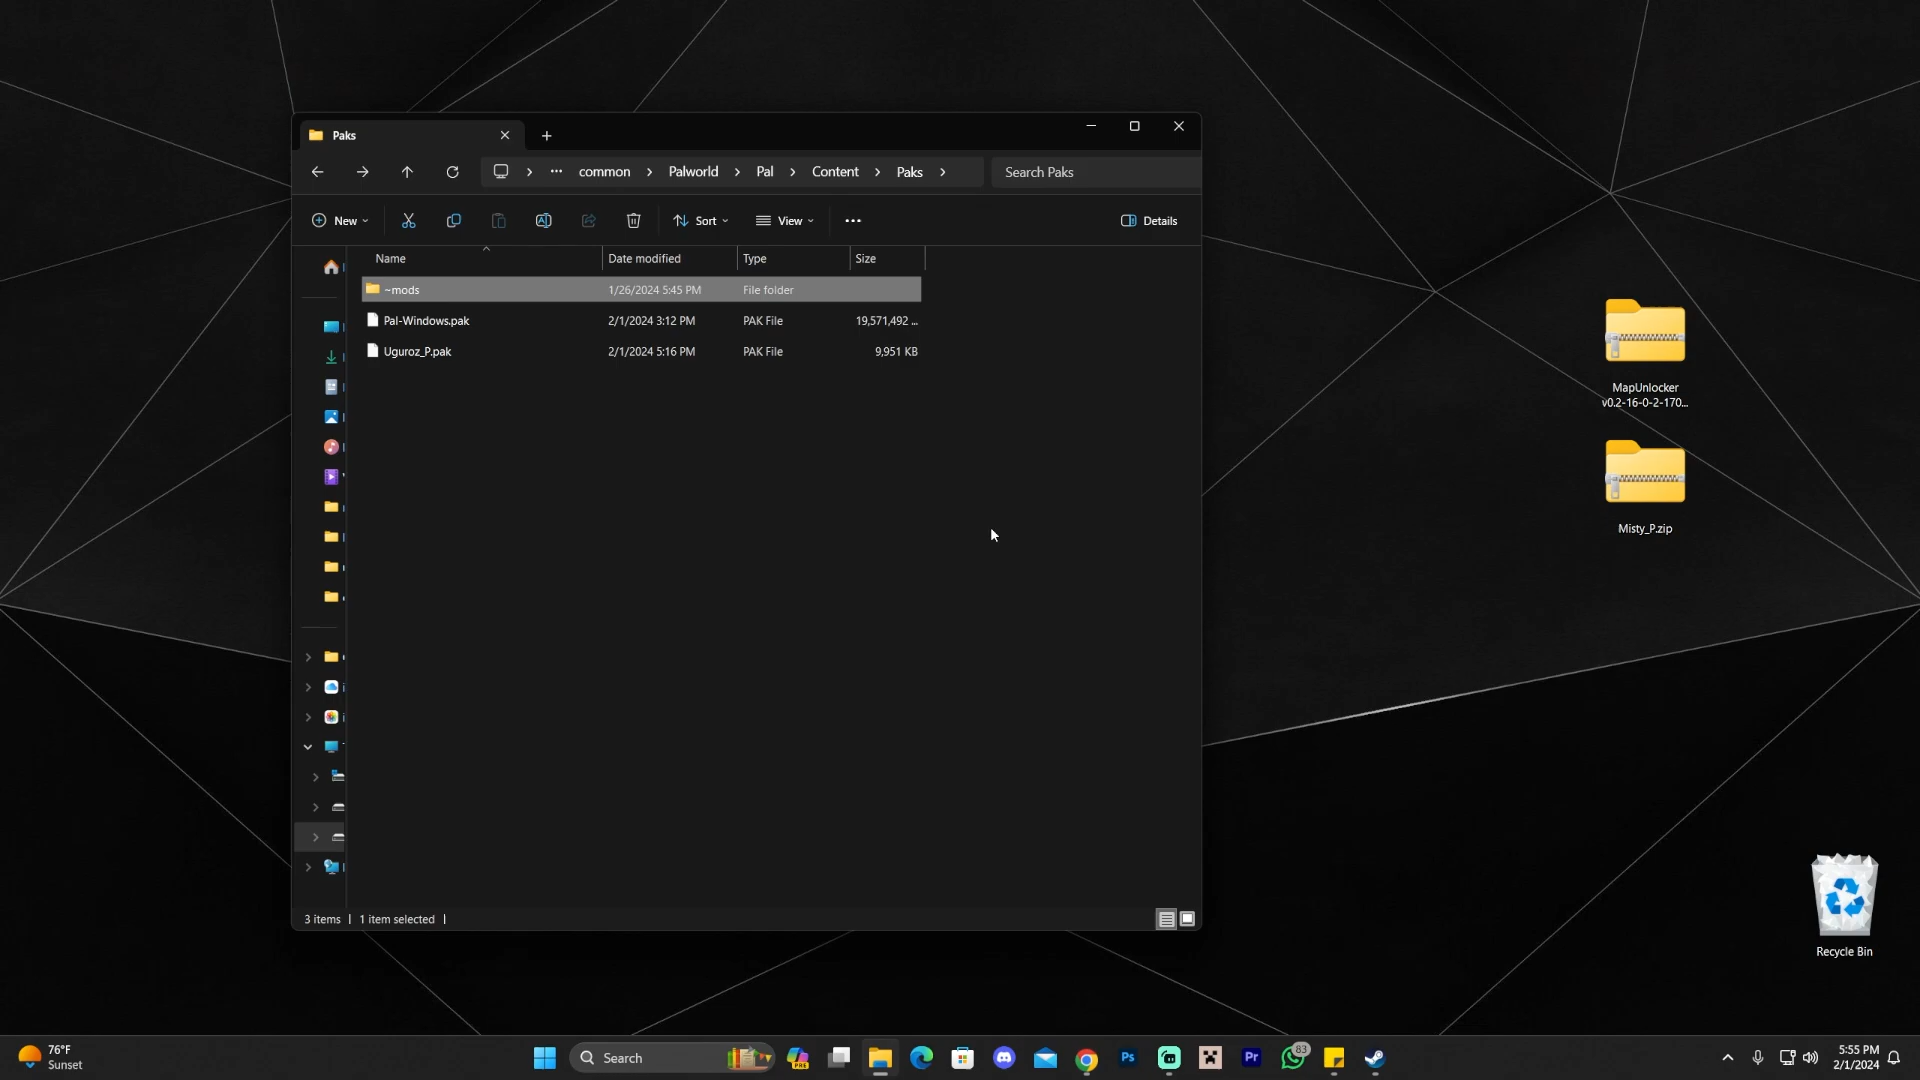 Paks
common
Palworld
Pal
Content
Paks
Search Paks
New
Sort
View
Details
Name
Date modified
Type
Size
~mods
1/26/2024 5:45 PM
File folder
Pal-Windows.pak
2/1/2024 3:12 PM
PAK File
19,571,492 ...
Uguroz_P.pak
2/1/2024 5:16 PM
PAK File
9,951 KB
MapUnlocker
v0.2-16-0-2-170...
Misty_P.zip
Recycle Bin
3 items
1 item selected
76°F
Sunset
Search
PRE
Ps
Pr
83
5:55 PM
2/1/2024